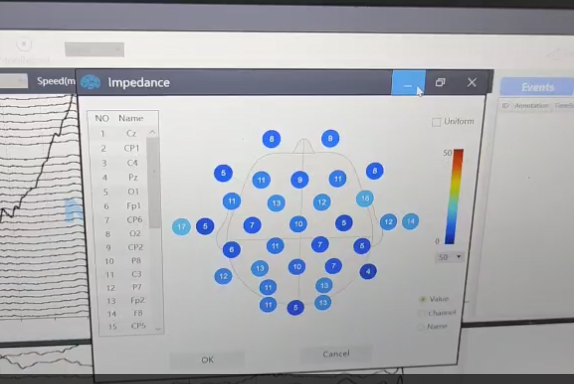 Speed(m
Impedance
Events
ID Annotation
NO Name
Uniform
1 Cz
2 CP1
3 C4
4 Pz
5 O1
6 Fp1
7 CP6
8 O2
9 CP2
10 P8
11 C3
12 P7
13 Fp2
14 F8
15 CP5
8 9
6 11 9 11 8
11 13 12 16
17 5 7 10 5 12 14
6 11 7 5
12 13 10 7 4
11 13
11 5 13
50
0
50
Value
Channel
Name
OK
Cancel